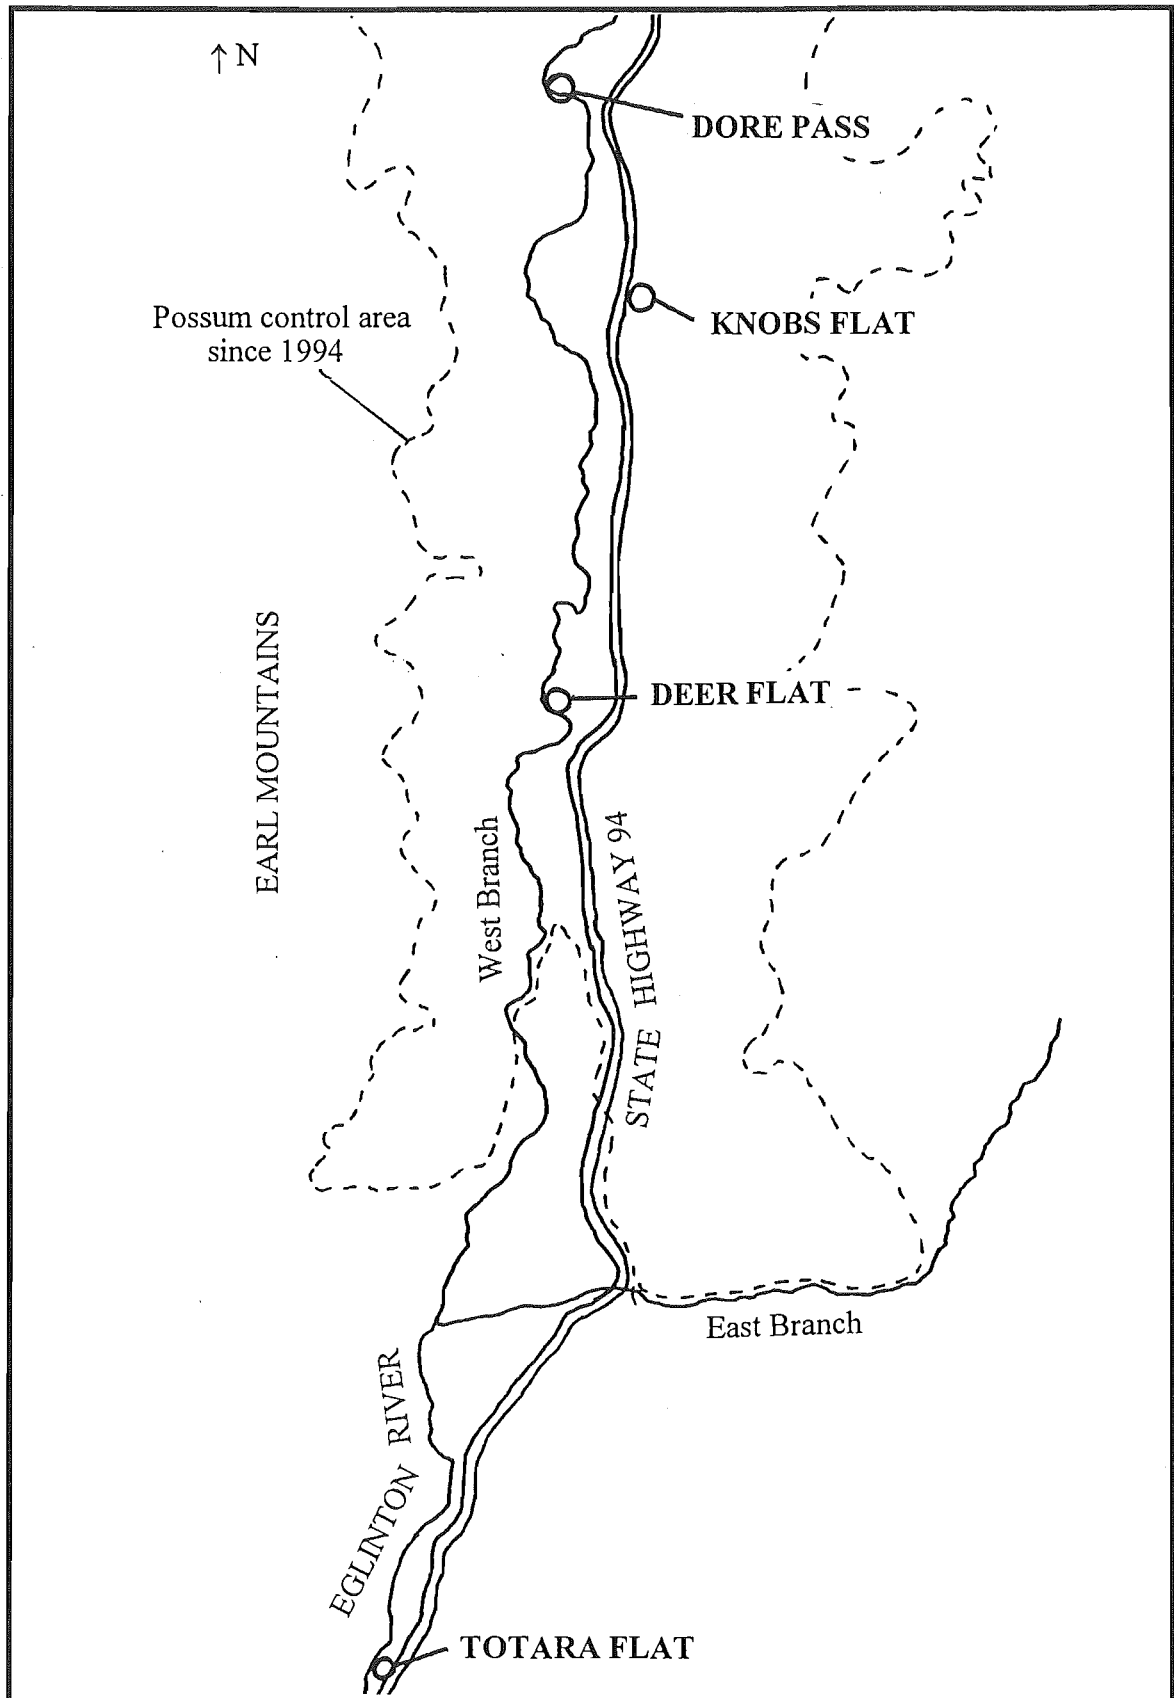 ↑ N
DORE PASS
Possum control area
since 1994
KNOBS FLAT
EARL MOUNTAINS
DEER FLAT
West Branch
STATE HIGHWAY 94
East Branch
EGLINTON RIVER
TOTARA FLAT